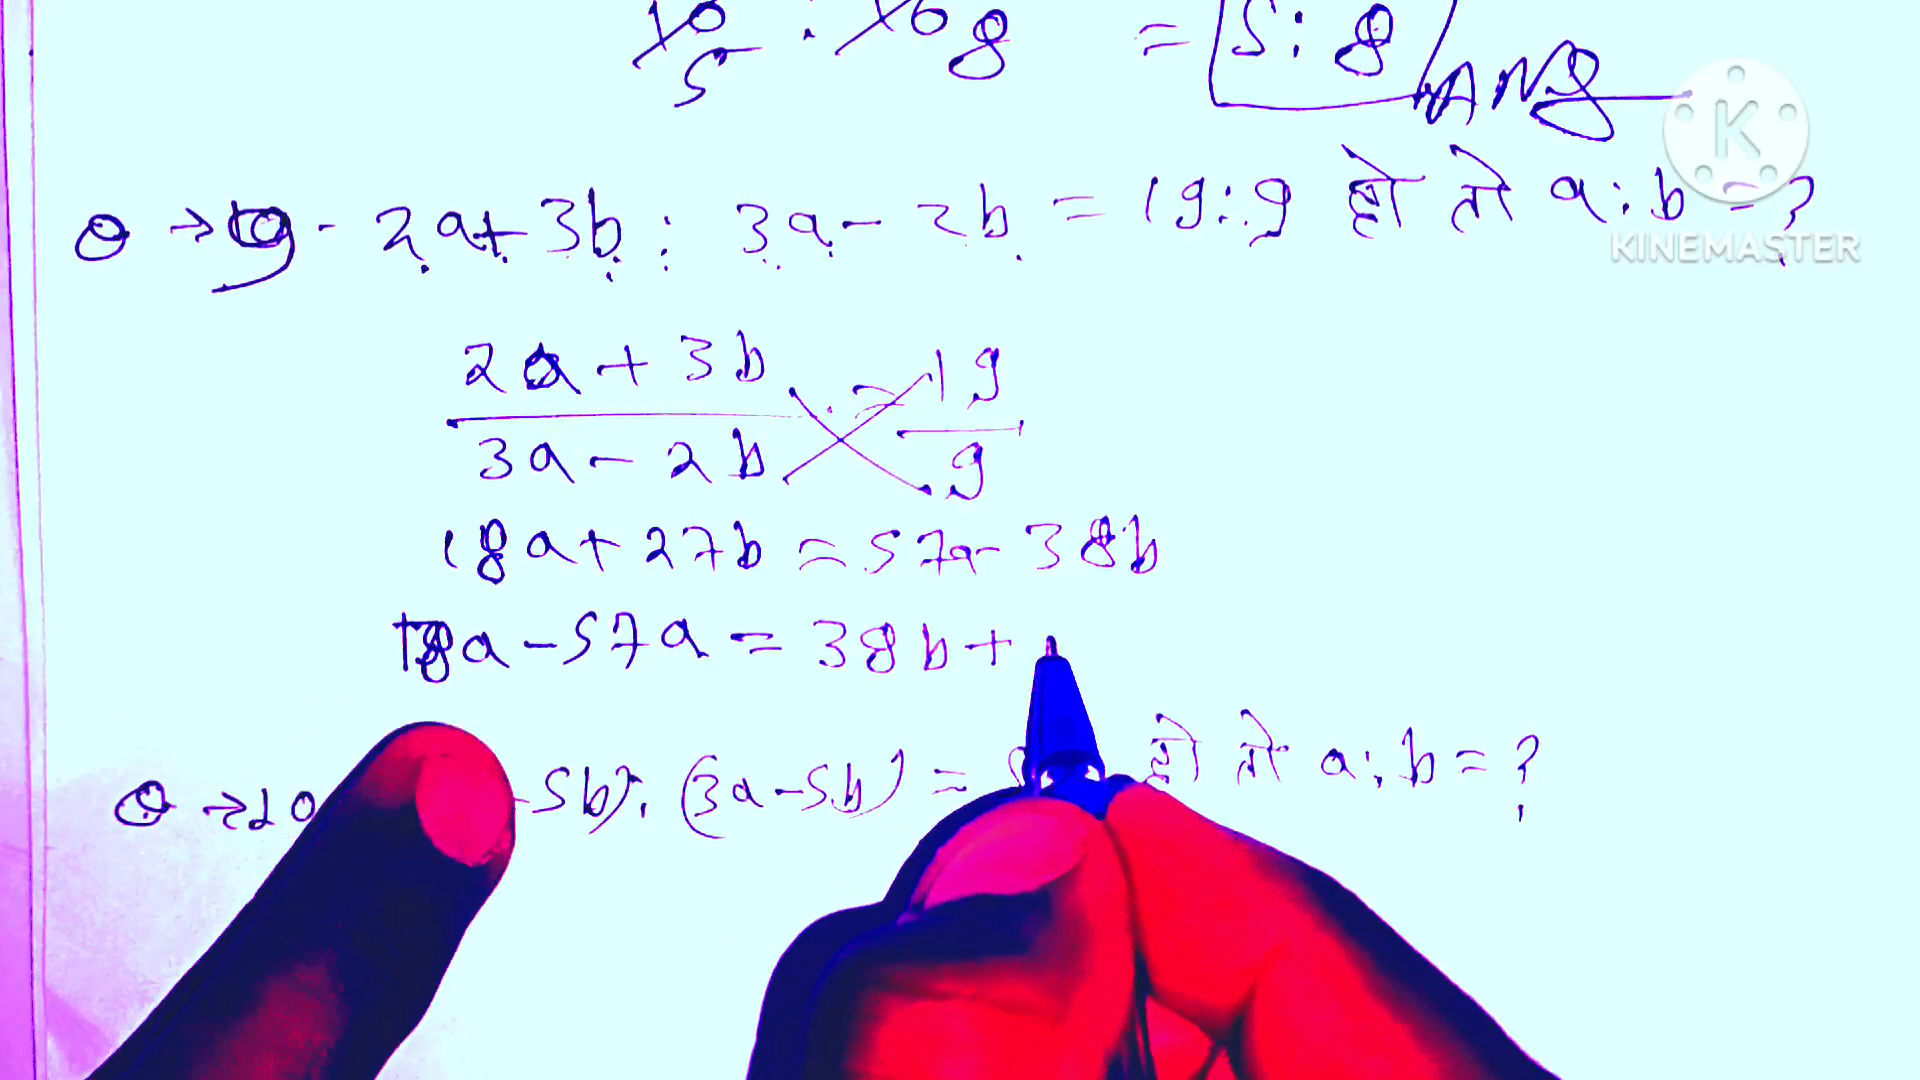 10/5 : 16 8 = 5 : 8 Ans
Q → 19 - 2a + 3b : 3a - 2b = 19 : 9 हो तो a : b = ?
KINEMASTER
2a + 3b = 19
3a - 2b 9
18a + 27b = 57a - 38b
18a - 57a = 38b +
Q → 20 - 5b) : (3a - 5b) = हो तो a : b = ?